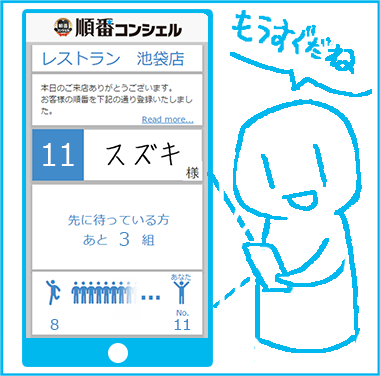 順番コンシェル
もうすぐだね
レストラン 池袋店
本日のご来店ありがとうございます。
お客様の順番を下記の通り登録いたしまし
た。
Read more...
11 スズキ 様
先に待っている方
あと 3 組
あなた
...
No.
8 11